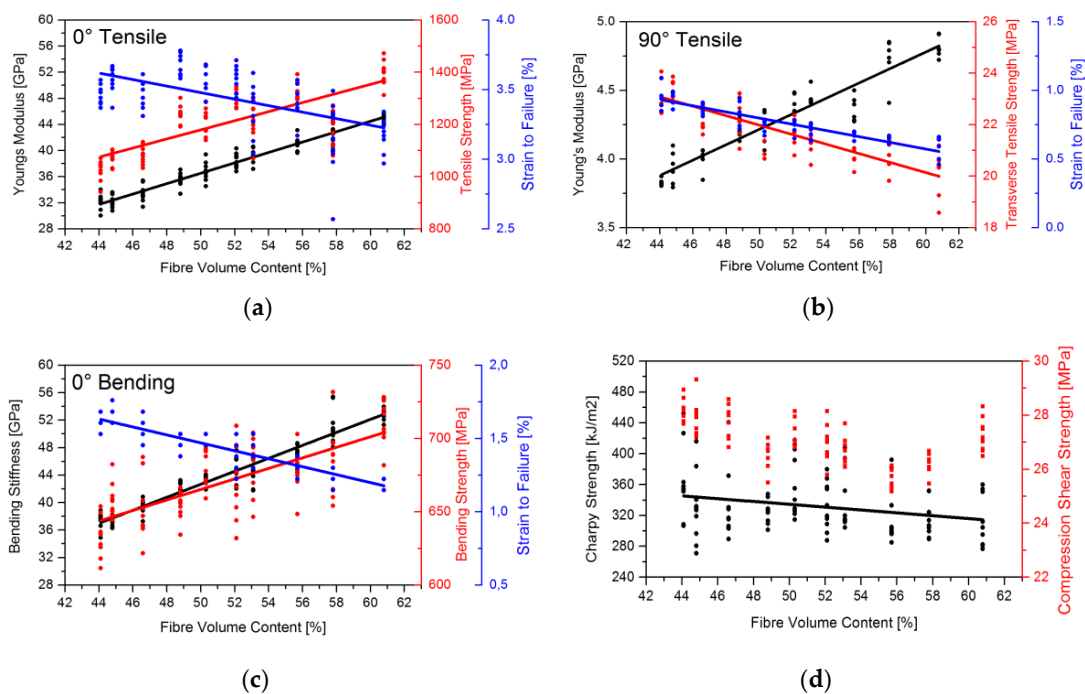 0° Tensile
Youngs Modus [GPa]
60
56
52
48
44
40
36
32
28
42 44 46 48 50 52 54 56 58 60 62
Fibre Volume Content [%]
1600
1400
1200
1000
800
Tensile Strength [MPa]
4.0
3.5
3.0
2.5
Strain to Failure [%]
(a)
90° Tensile
Young's Modus [GPa]
5.0
4.5
4.0
3.5
42 44 46 48 50 52 54 56 58 60 62
Fibre Volume Content [%]
26
24
22
20
18
Transverse Tensile Strength [MPa]
1.5
1.0
0.5
0.0
Strain to Failure [%]
(b)
0° Bending
Bending Stiffness [GPa]
60
56
52
48
44
40
36
32
28
42 44 46 48 50 52 54 56 58 60 62
Fibre Volume Content [%]
750
700
650
600
Bending Strength [MPa]
2,0
1,5
1,0
0,5
Strain to Failure [%]
(c)
Charpy Strength [kJ/m2]
520
480
440
400
360
320
280
240
42 44 46 48 50 52 54 56 58 60 62
Fibre Volume Content [%]
30
28
26
24
22
Compression Shear Strength [MPa]
(d)